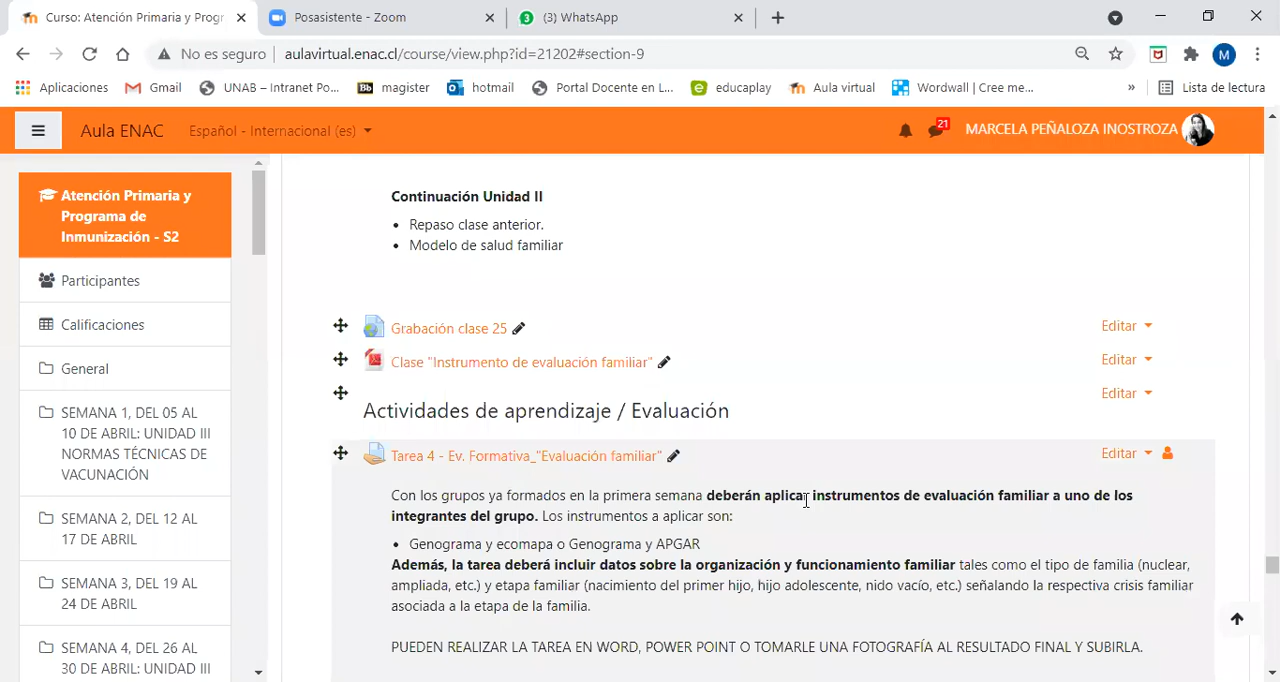 Curso: Atención Primaria y Progr
Posasistente - Zoom
(3) WhatsApp
No es seguro
aulavirtual.enac.cl/course/view.php?id=21202#section-9
M
Aplicaciones
Gmail
UNAB – Intranet Po...
Bb magister
hotmail
Portal Docente en L...
educaplay
Aula virtual
Wordwall | Cree me...
»
Lista de lectura
Aula ENAC
Español - Internacional (es)
21
MARCELA PEÑALOZA INOSTROZA
Atención Primaria y
Programa de
Inmunización - S2
Participantes
Calificaciones
General
SEMANA 1, DEL 05 AL
10 DE ABRIL: UNIDAD III
NORMAS TÉCNICAS DE
VACUNACIÓN
SEMANA 2, DEL 12 AL
17 DE ABRIL
SEMANA 3, DEL 19 AL
24 DE ABRIL
SEMANA 4, DEL 26 AL
30 DE ABRIL: UNIDAD III
Continuación Unidad II
• Repaso clase anterior.
• Modelo de salud familiar
Grabación clase 25
Editar
Clase "Instrumento de evaluación familiar"
Editar
Editar
Actividades de aprendizaje / Evaluación
Tarea 4 - Ev. Formativa_"Evaluación familiar"
Editar
Con los grupos ya formados en la primera semana deberán aplicar instrumentos de evaluación familiar a uno de los
integrantes del grupo. Los instrumentos a aplicar son:
• Genograma y ecomapa o Genograma y APGAR
Además, la tarea deberá incluir datos sobre la organización y funcionamiento familiar tales como el tipo de familia (nuclear,
ampliada, etc.) y etapa familiar (nacimiento del primer hijo, hijo adolescente, nido vacío, etc.) señalando la respectiva crisis familiar
asociada a la etapa de la familia.
PUEDEN REALIZAR LA TAREA EN WORD, POWER POINT O TOMARLE UNA FOTOGRAFÍA AL RESULTADO FINAL Y SUBIRLA.